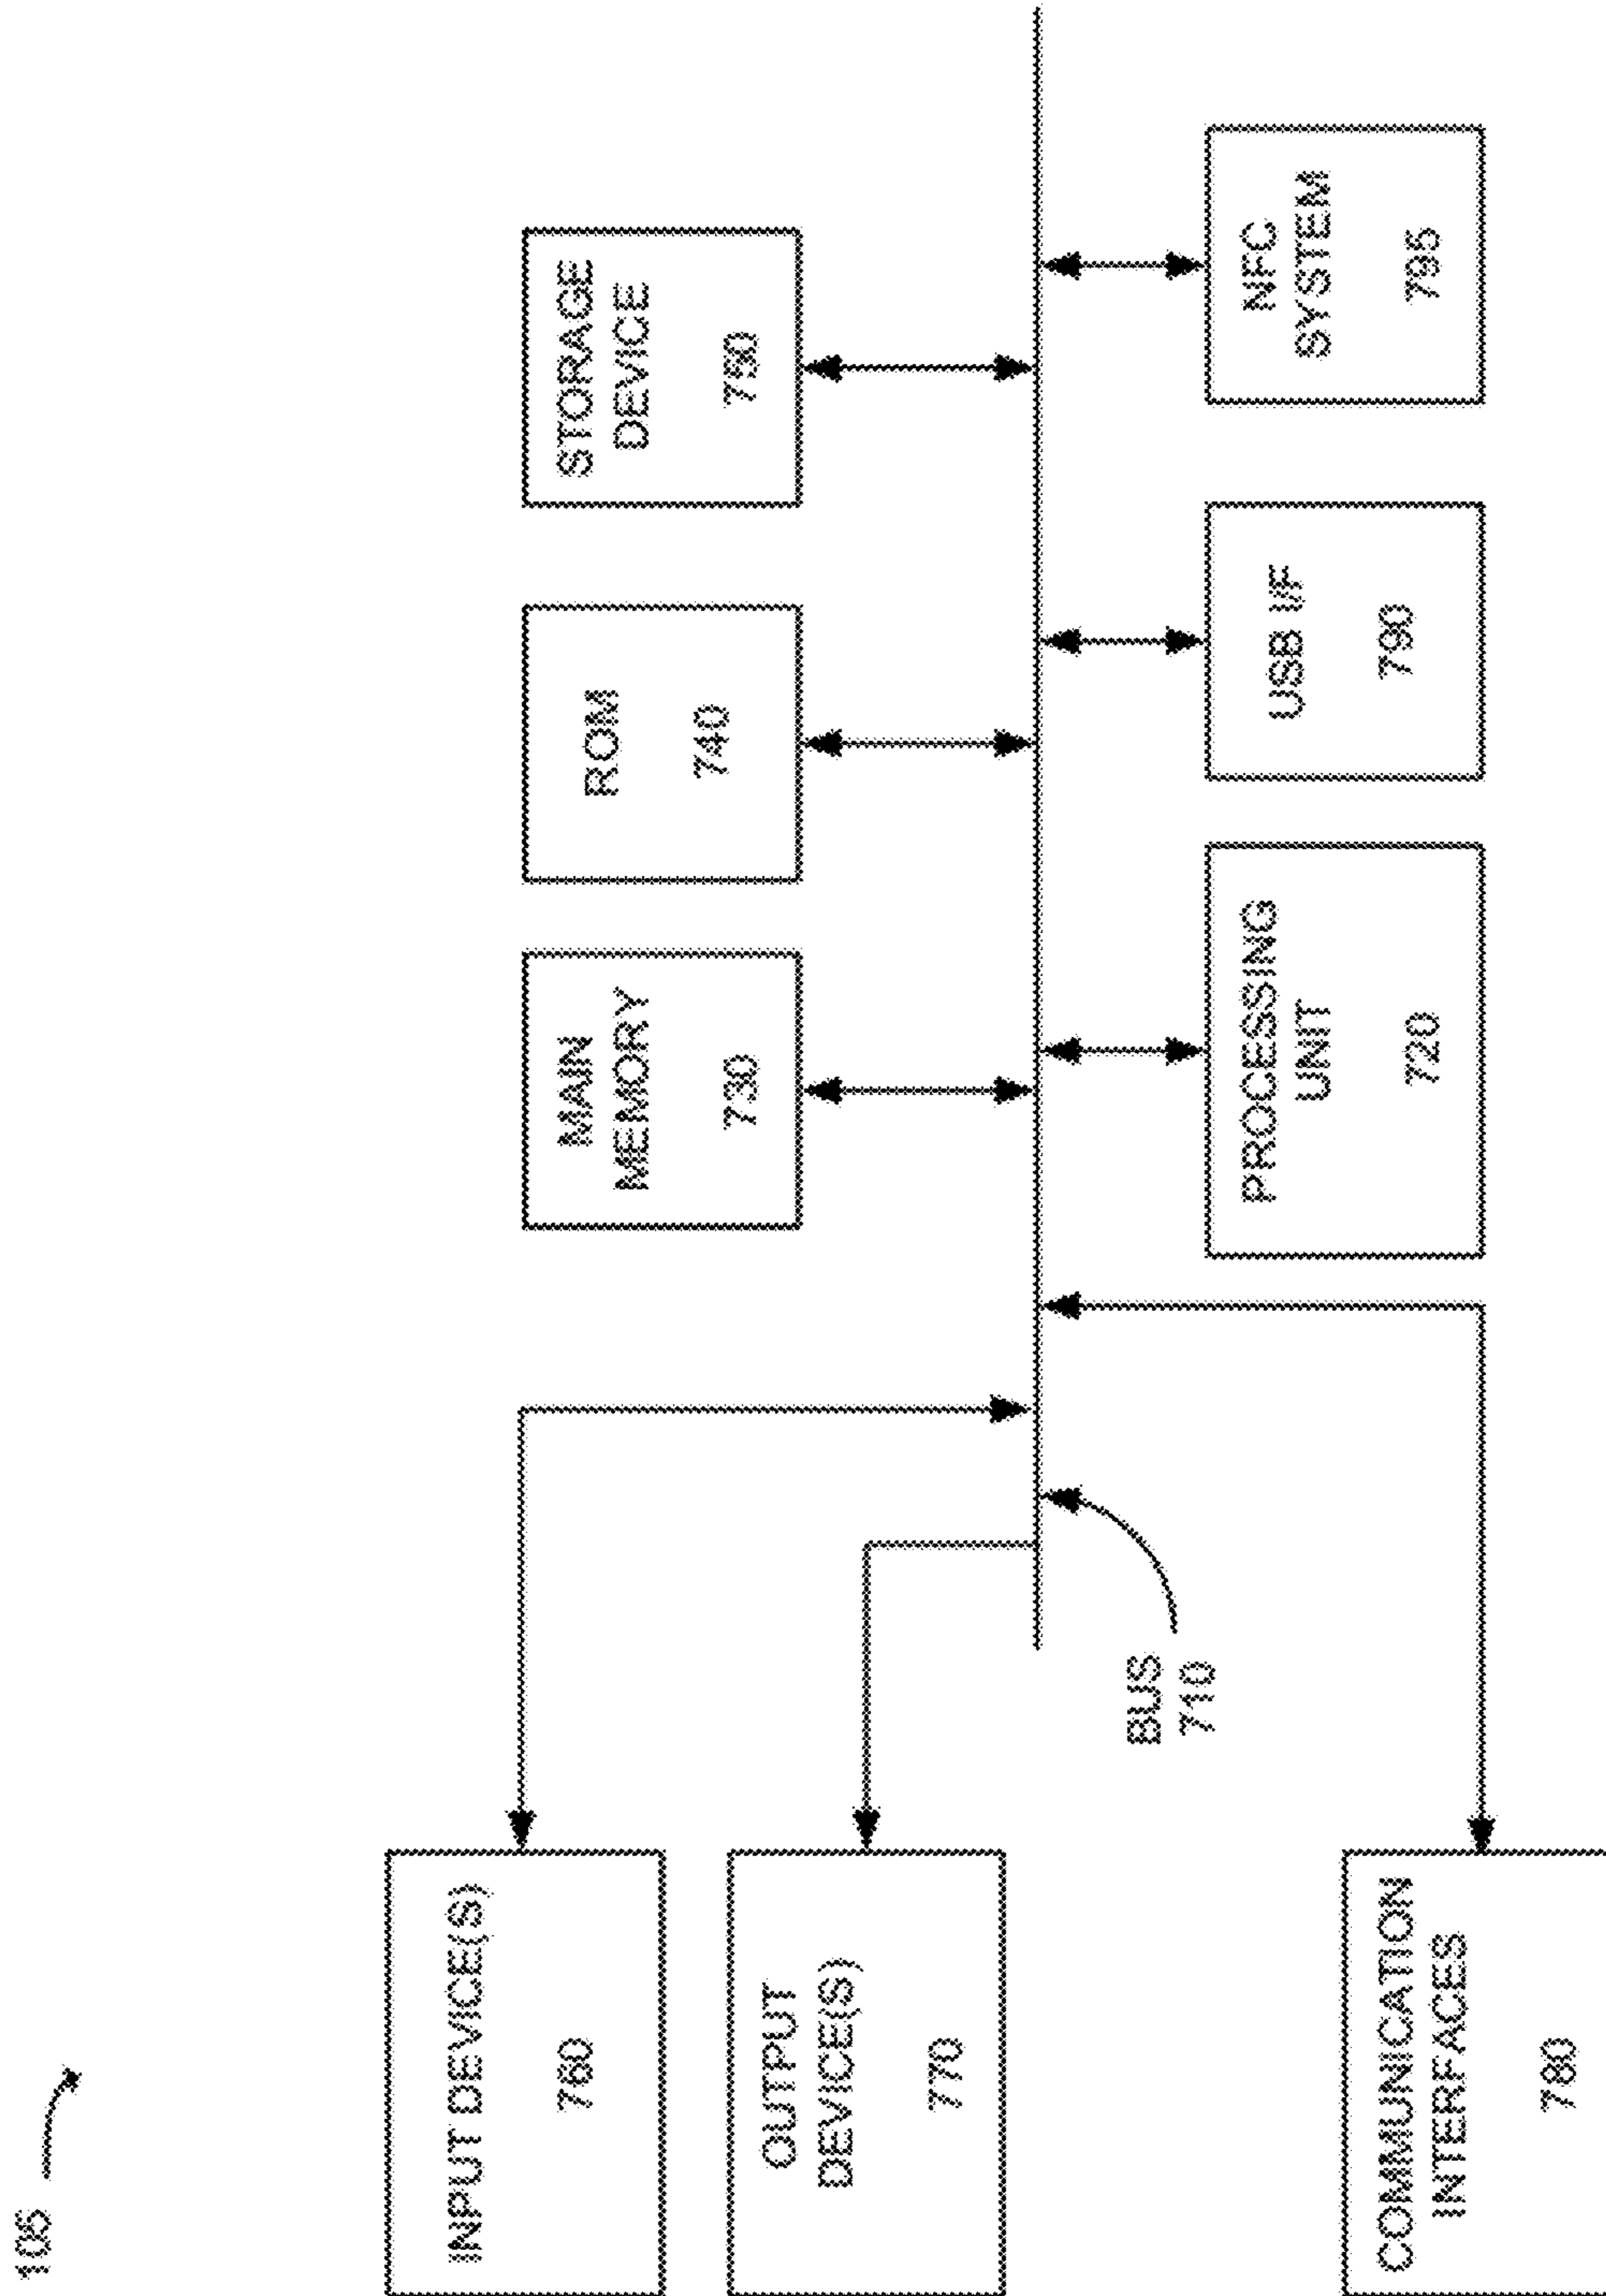 105
INPUT DEVICE(S)
760
OUTPUT
DEVICE(S)
770
COMMUNICATION
INTERFACES
780
BUS
710
MAIN
MEMORY
730
ROM
740
STORAGE
DEVICE
750
PROCESSING
UNIT
720
USB I/F
790
NFC
SYSTEM
795